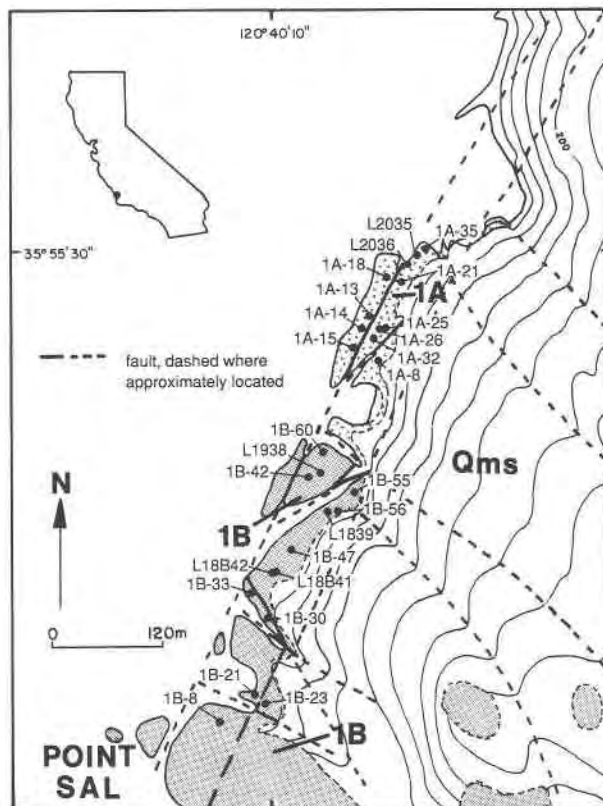 120°40'10"
200
35°55'30"
L2035
1A-35
L2036
1A-18
1A-21
1A
1A-13
1A-14
1A-25
1A-26
1A-15
1A-32
1A-8
fault, dashed where
approximately located
1B-60
L1938
1B-42
Qms
1B-55
N
1B-56
1B
L1839
1B-47
L18B42
L18B41
1B-33
0 120m
1B-30
1B-21
1B-23
1B-8
1B
POINT
SAL